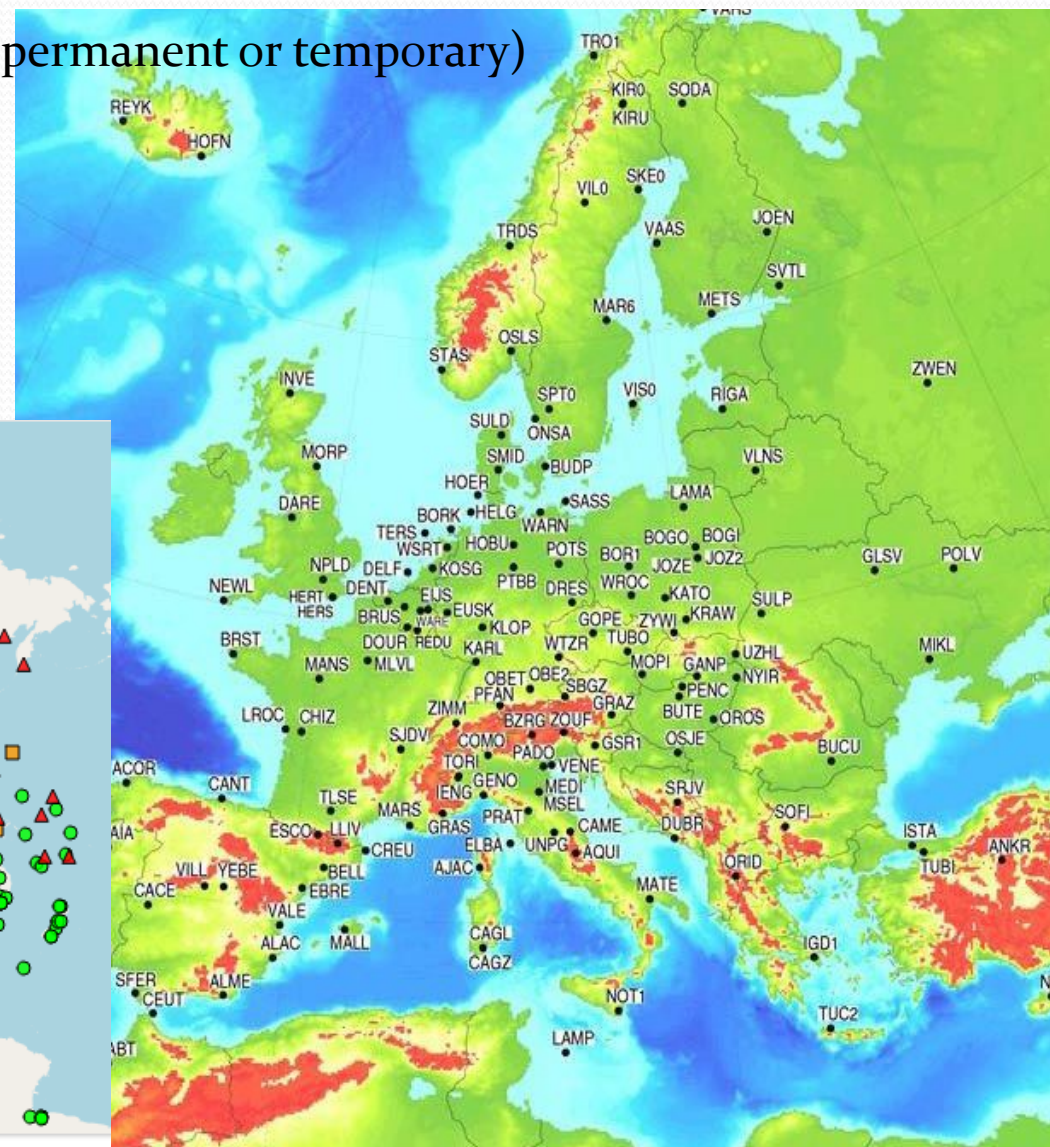 permanent or temporary)
TRO1
KIR0
SODA
KIRU
REYK
HOFN
SKE0
VIL0
VAAS
JOEN
TRDS
SVTL
MAR6
METS
OSLS
STAS
ZWEN
INVE
SPT0
VIS0
RIGA
SULD
ONSA
MORP
SMID
BUDP
VLNS
HOER
LAMA
DARE
HELG
SASS
BORK
WARN
TERS
WSRT
HOBU
POTS
BOGO
BOGI
BOR1
JOZE
JOZ2
GLSV
POLV
NPLD
DELF
KOSG
PTBB
NEWL
HERT
DENT
EIJS
DRES
WROC
KATO
SULP
HERS
BRUS
WARE
EUSK
GOPE
ZYWI
KRAW
BRST
DOUR
REDU
KLOP
TUBO
MIKL
MANS
MLVL
KARL
WTZR
MOPI
GANP
UZHL
OBET
OBE2
SBGZ
PENC
NYIR
LROC
CHIZ
ZIMM
PFAN
GRAZ
BUTE
OROS
SJDV
BZRG
ZOUF
GSR1
OSJE
BUCU
COMO
PADO
VENE
ACOR
CANT
TORI
GENO
MEDI
SRJV
SOFI
TLSE
MARS
IENG
PRAT
MSEL
ESCO
LLIV
GRAS
CAME
DUBR
ISTA
ANKR
CREU
ELBA
UNPG
AQUI
TUBI
VILL
YEBE
BELL
AJAC
ORID
CACE
EBRE
MATE
VALE
ALAC
MALL
CAGL
IGD1
CAGZ
SFER
ALME
NOT1
CEUT
TUC2
LAMP